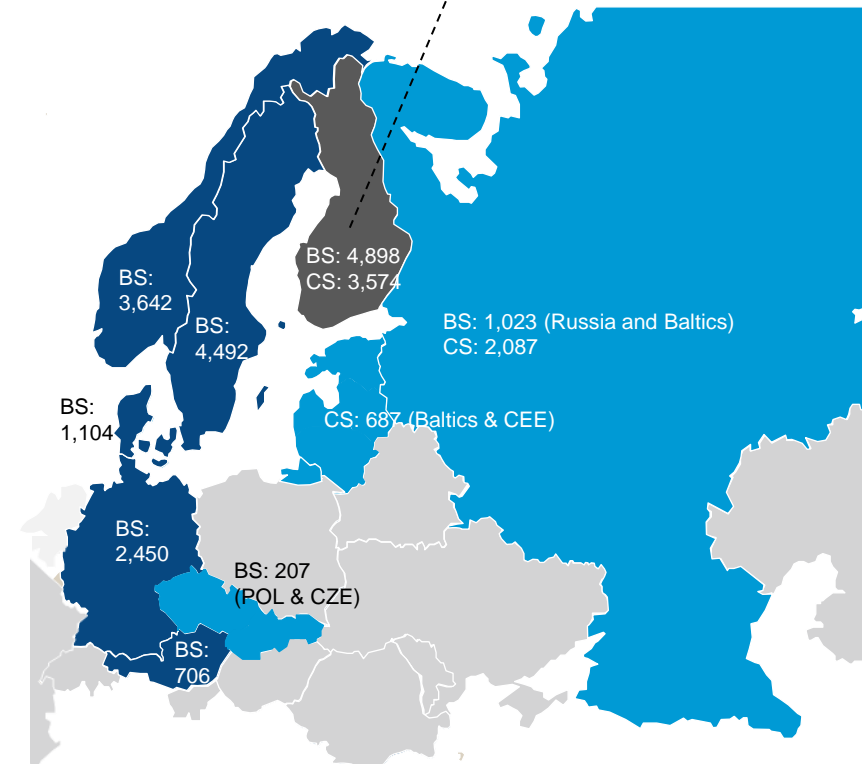 BS: 4,898
CS: 3,574
BS:
3,642
BS:
4,492
BS: 1,023 (Russia and Baltics)
CS: 2,087
BS:
1,104
CS: 687 (Baltics & CEE)
BS:
2,450
BS: 207
(POL & CZE)
BS:
706